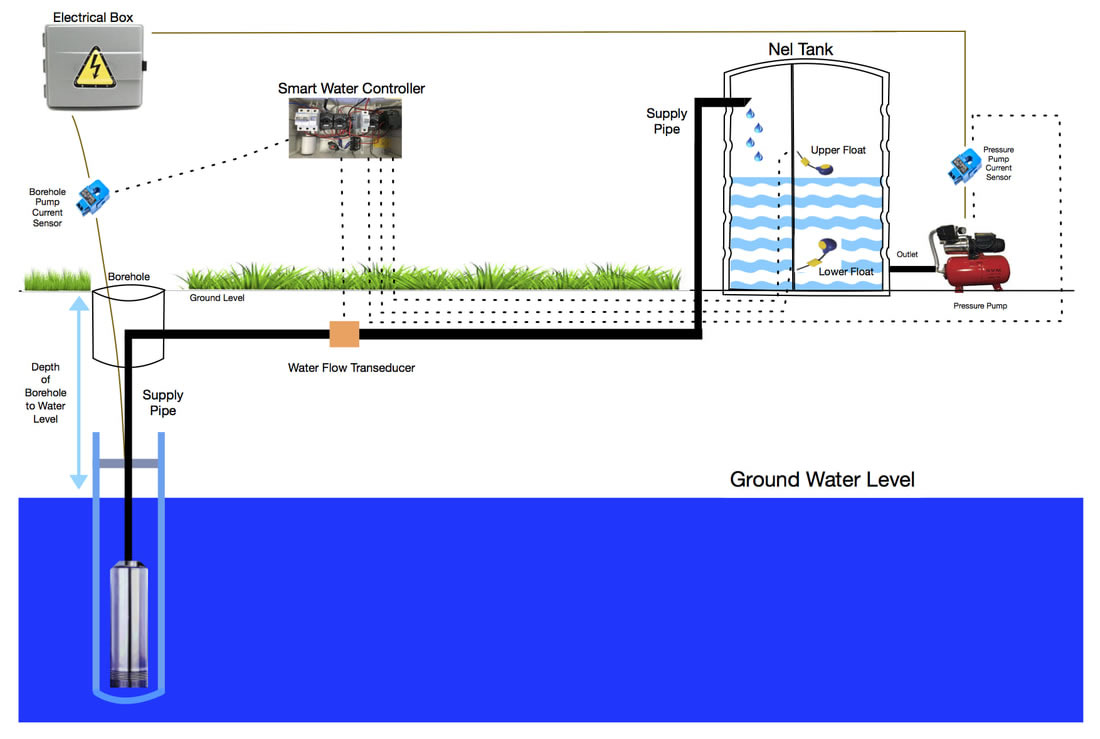 Electrical Box
Nel Tank
Smart Water Controller
Supply
Pipe
Upper Float
Pressure
Pump
Current
Sensor
Borehole
Pump
Current
Sensor
Outlet
Borehole
Lower Float
Ground Level
Pressure Pump
Water Flow Transeducer
Depth
of
Borehole
to Water
Level
Supply
Pipe
Ground Water Level